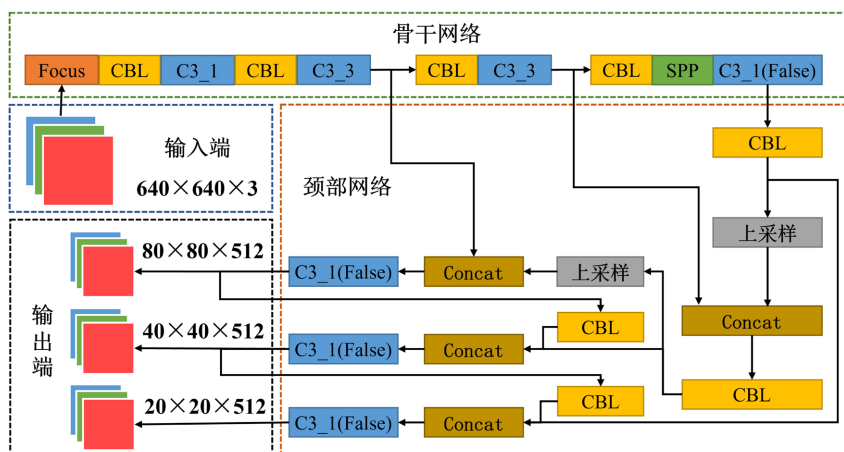 骨干网络
Focus CBL C3_1 CBL C3_3 CBL C3_3 CBL SPP C3_1(False)
输入端
640×640×3
颈部网络
CBL
上采样
80×80×512 C3_1(False) Concat 上采样
CBL
Concat
输出端
40×40×512 C3_1(False) Concat
CBL
CBL
20×20×512 C3_1(False) Concat